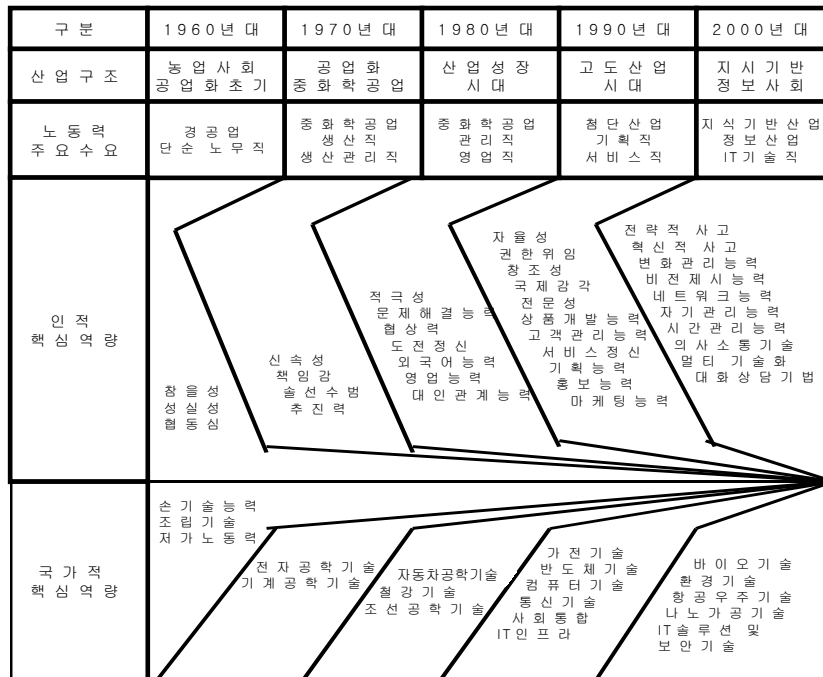 구 분
1960년 대
1970년 대
1980년 대
1990년 대
2000년 대
산 업 구 조
농 업 사 회
공 업 화 초 기
공 업 화
중 화 학 공 업
산 업 성 장
시 대
고 도 산 업
시 대
지 시 기 반
정 보 사 회
노 동 력
주 요 수 요
경 공 업
단 순 노 무 직
중 화 학 공 업
생 산 직
생 산 관 리 직
중 화 학 공 업
관 리 직
영 업 직
첨 단 산 업
기 획 직
서 비 스 직
지 식 기 반 산 업
정 보 산 업
IT 기 술 직
인 적
핵 심 역 량
참 을 성
성 실 성
협 동 심
신 속 성
책 임 감
솔 선 수 범
추 진 력
적 극 성
문 제 해 결 능 력
협 상 력
도 전 정 신
외 국 어 능 력
영 업 능 력
대 인 관 계 능 력
자 율 성
권 한 위 임
창 조 성
국 제 감 각
전 문 성
상 품 개 발 능 력
고 객 관 리 능 력
서 비 스 정 신
기 획 능 력
홍 보 능 력
마 케 팅 능 력
전 략 적 사 고
혁 신 적 사 고
변 화 관 리 능 력
비 전 제 시 능 력
네 트 워 크 능 력
자 기 관 리 능 력
시 간 관 리 능 력
의 사 소 통 기 술
멀 티 기 술 화
대 화 상 담 기 법
국 가 적
핵 심 역 량
손 기 술 능 력
조 립 기 술
저 가 노 동 력
전 자 공 학 기 술
기 계 공 학 기 술
자동차공학기술
철 강 기 술
조 선 공 학 기 술
가 전 기 술
반 도 체 기 술
컴 퓨 터 기 술
통 신 기 술
사 회 통 합
IT 인 프 라
바 이 오 기 술
환 경 기 술
항 공 우 주 기 술
나 노 가 공 기 술
IT 솔 루 션 및
보 안 기 술